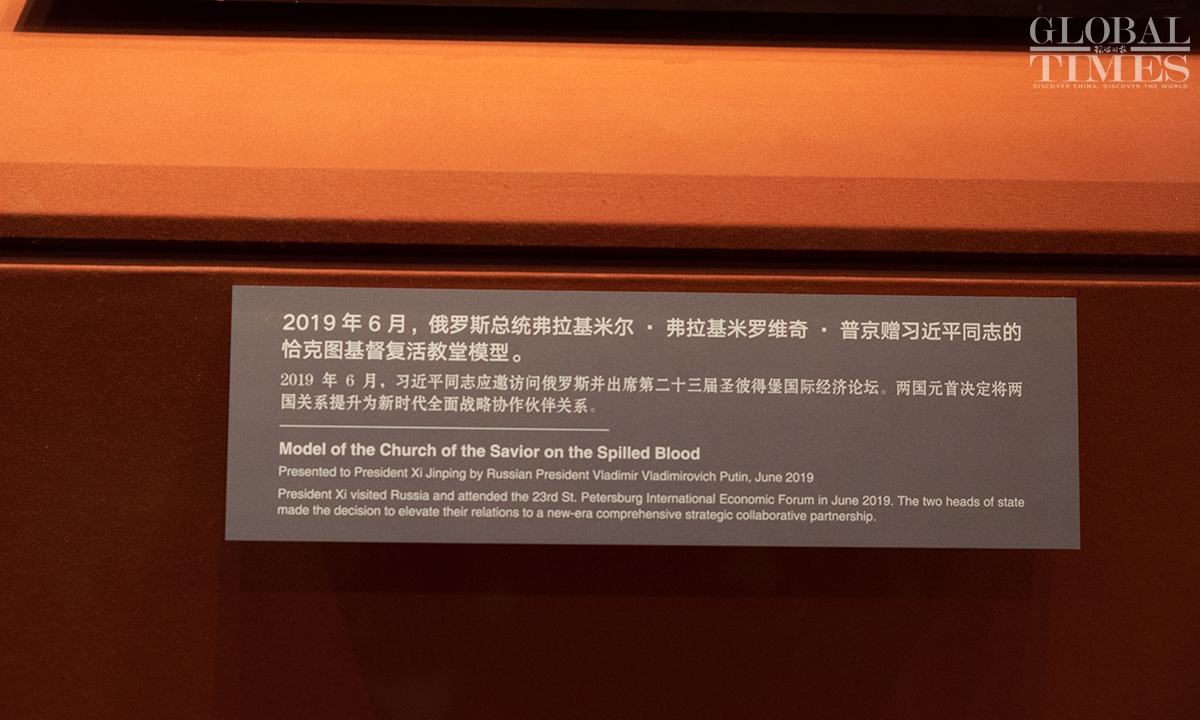 GLOBAL
环球时报
TIMES
DISCOVER CHINA, DISCOVER THE WORLD
2019年6月，俄罗斯总统弗拉基米尔·弗拉基米罗维奇·普京赠习近平同志的
恰克图基督复活教堂模型。
2019 年 6 月，习近平同志应邀访问俄罗斯并出席第二十三届圣彼得堡国际经济论坛。两国元首决定将两
国关系提升为新时代全面战略协作伙伴关系。
Model of the Church of the Savior on the Spilled Blood
Presented to President Xi Jinping by Russian President Vladimir Vladimirovich Putin, June 2019
President Xi visited Russia and attended the 23rd St. Petersburg International Economic Forum in June 2019. The two heads of state
made the decision to elevate their relations to a new-era comprehensive strategic collaborative partnership.